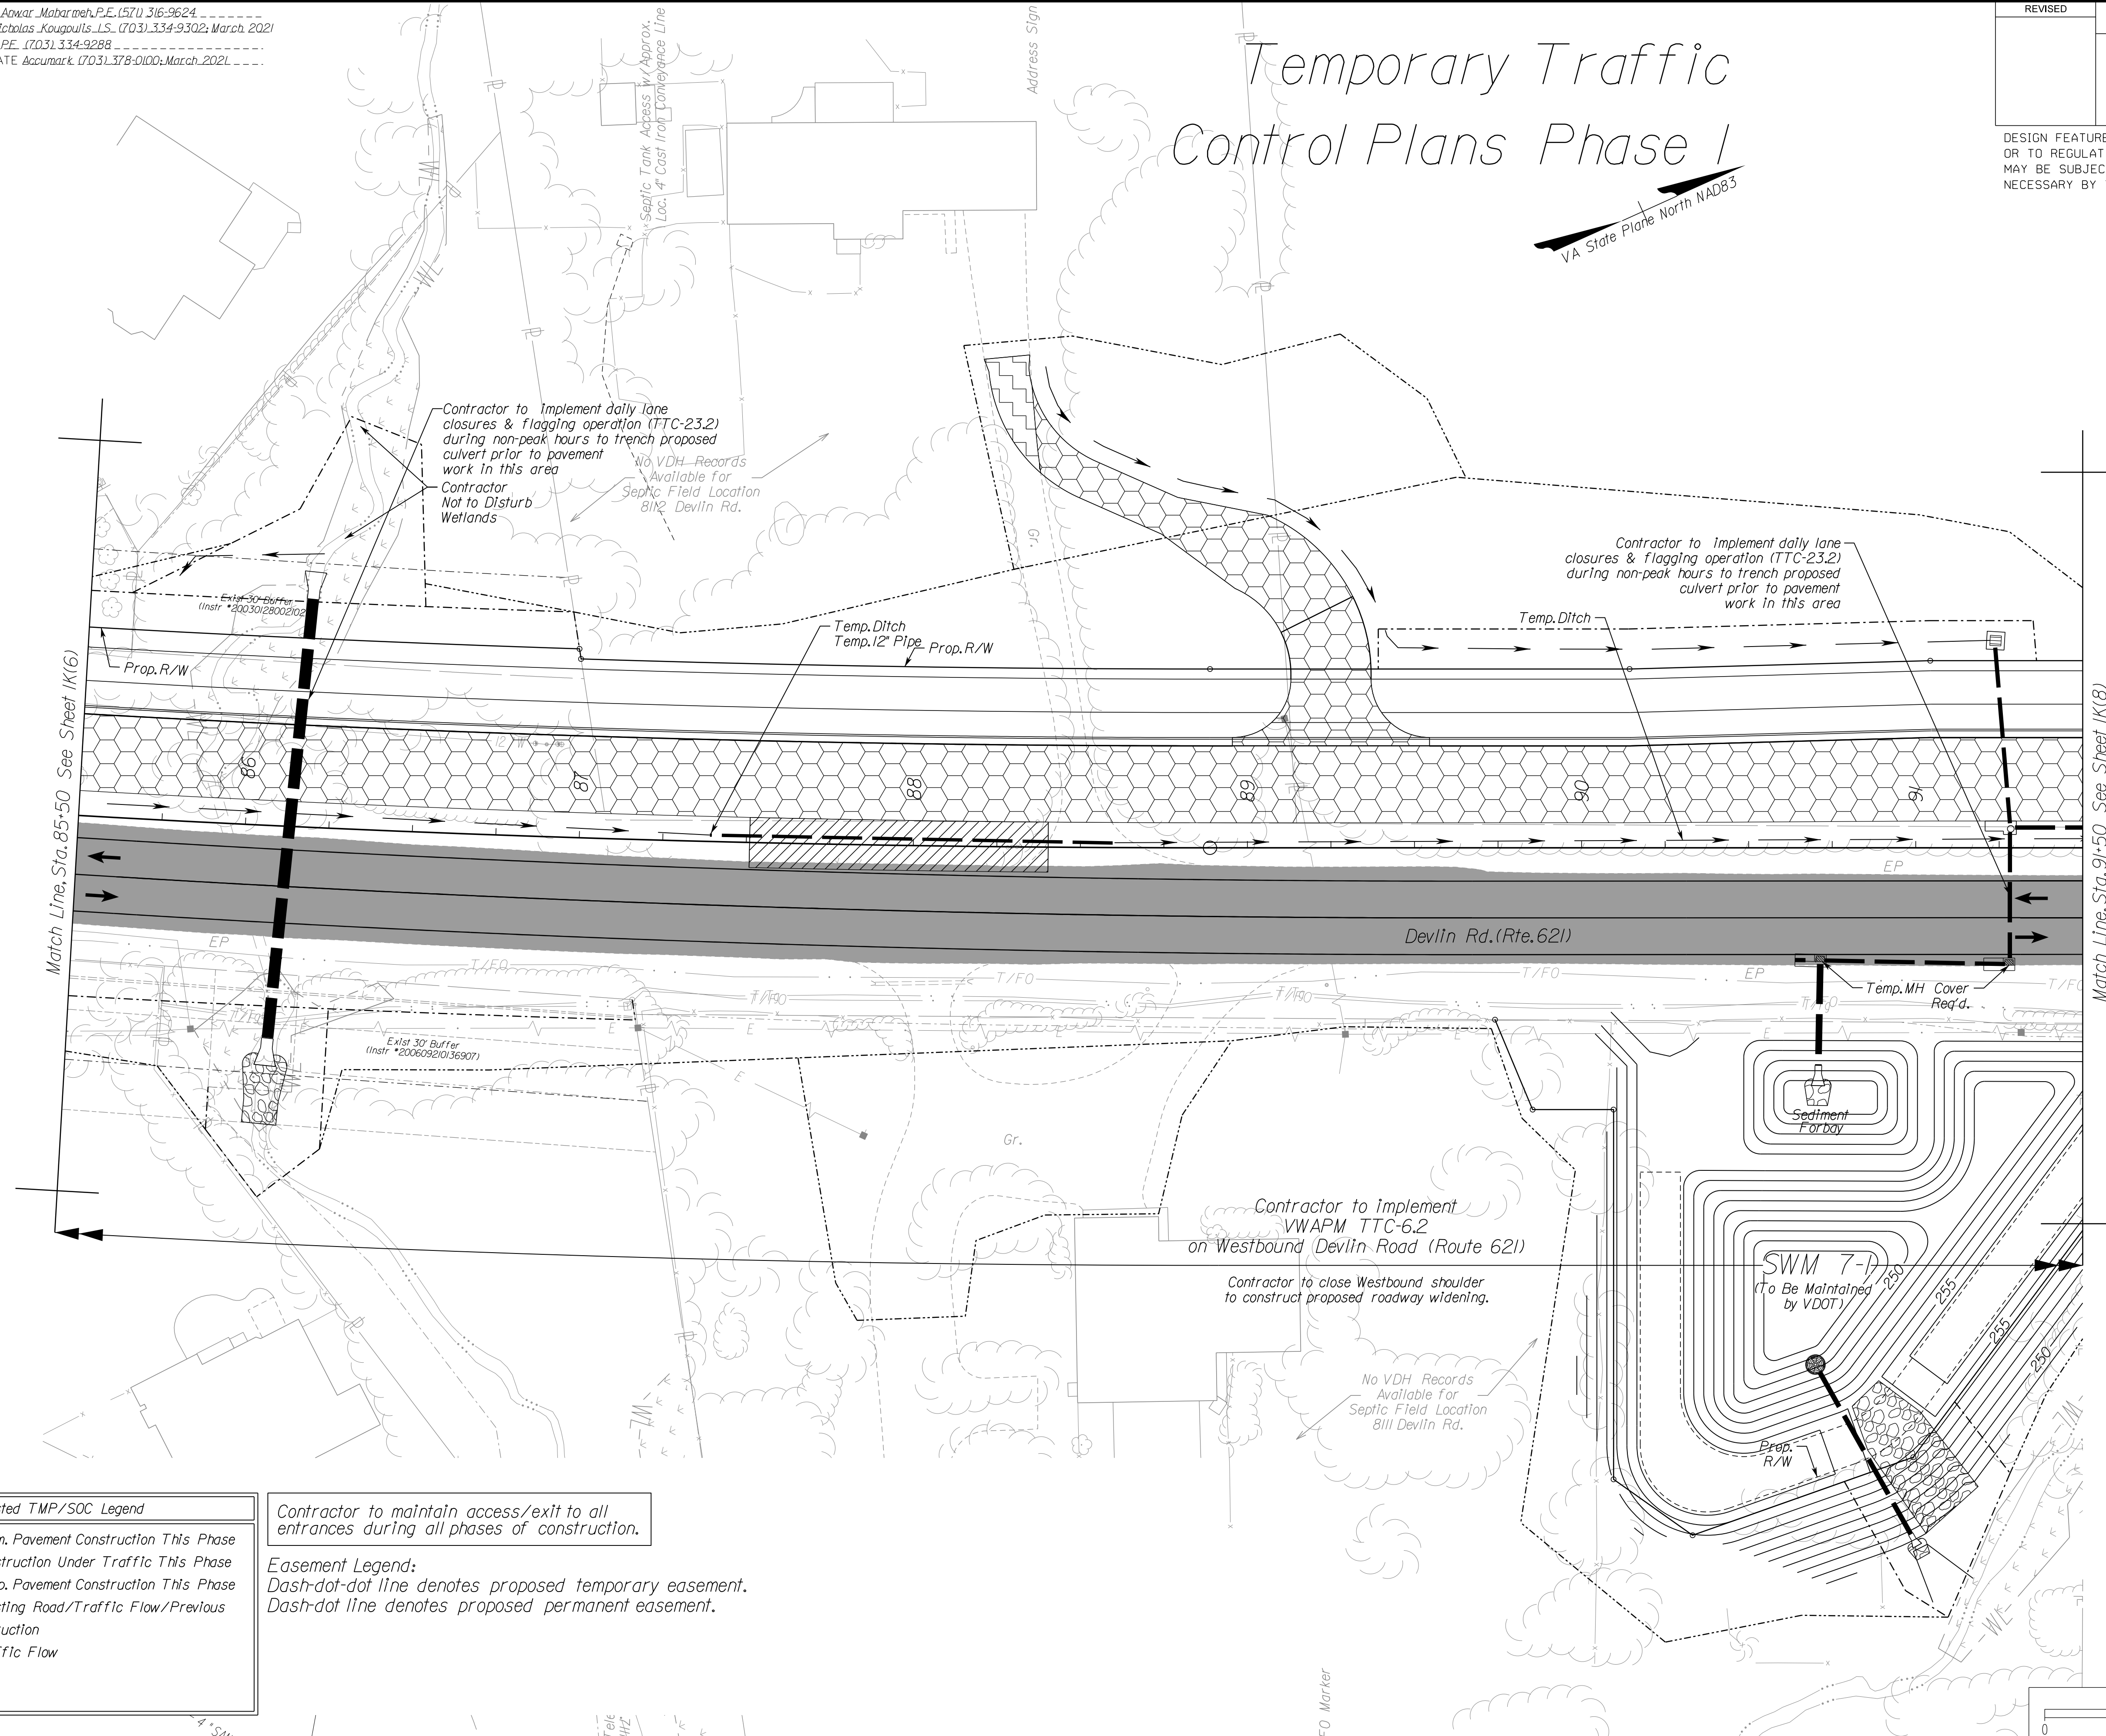 Anwar Mabarmeh, P.E. (571) 316-9624
Nicholas Kougoulis L.S. (703) 334-9302; March 2021
P.E. (703) 334-9288
Accumark (703) 378-0100; March 2021
REVISED
Temporary Traffic
Control Plans Phase 1
VA State Plane North NAD83
DESIGN FEATURE
OR TO REGULAT
MAY BE SUBJEC
NECESSARY BY
Septic Tank Access w/ Approx.
Loc. 4" Cast Iron Conveyance Line
Address Sign
Contractor to implement daily lane
closures & flagging operation (TTC-23.2)
during non-peak hours to trench proposed
culvert prior to pavement
work in this area
Contractor
Not to Disturb
Wetlands
No VDH Records
Available for
Septic Field Location
8112 Devlin Rd.
Gr.
Contractor to implement daily lane
closures & flagging operation (TTC-23.2)
during non-peak hours to trench proposed
culvert prior to pavement
work in this area
Exist 30' Buffer
(Instr *20030128002102
Temp. Ditch
Temp. 12" Pipe
Prop. R/W
Temp. Ditch
Prop. R/W
Match Line, Sta. 85+50 See Sheet 1K(6)
Match Line, Sta. 91+50 See Sheet 1K(8)
86
87
88
89
90
91
EP
Devlin Rd. (Rte. 621)
EP
T/FO
T/FO
T/FO
EP
Temp. MH Cover
Req'd.
Exist 30' Buffer
(Instr *200609210136907)
E
E
E
E
Gr.
Sediment
Forbay
Contractor to implement
VWAPM TTC-6.2
on Westbound Devlin Road (Route 621)
Contractor to close Westbound shoulder
to construct proposed roadway widening.
SWM 7-1
(To Be Maintained
by VDOT)
250
255
255
250
No VDH Records
Available for
Septic Field Location
8111 Devlin Rd.
Prop.
R/W
WL
WL
WL
WL
WL
TMP/SOC Legend
Pavement Construction This Phase
Under Traffic This Phase
Pavement Construction This Phase
Road/Traffic Flow/Previous
Flow
Contractor to maintain access/exit to all
entrances during all phases of construction.
Easement Legend:
Dash-dot-dot line denotes proposed temporary easement.
Dash-dot line denotes proposed permanent easement.
FO Marker
0